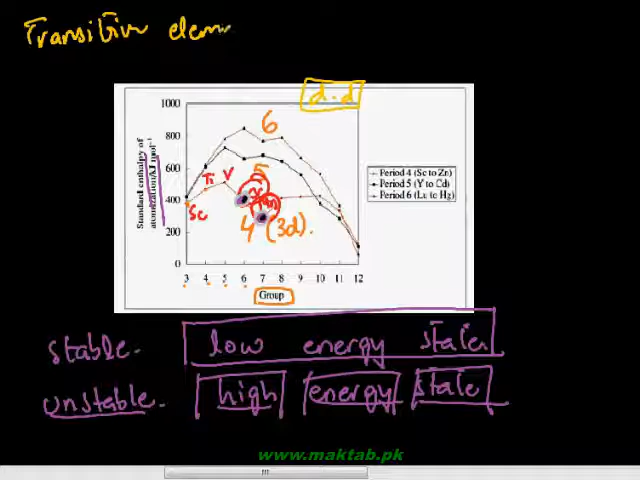 Transition elem
d.d
1000
800
600
400
200
0
Standard enthalpy of
atomization/kJ mol⁻¹
6
5
Ti
V
Sc
4 (3d).
Period 4 (Sc to Zn)
Period 5 (Y to Cd)
Period 6 (Lu to Hg)
3 4 5 6 7 8 9 10 11 12
Group
stable. low energy state.
unstable. high energy state
www.maktab.pk